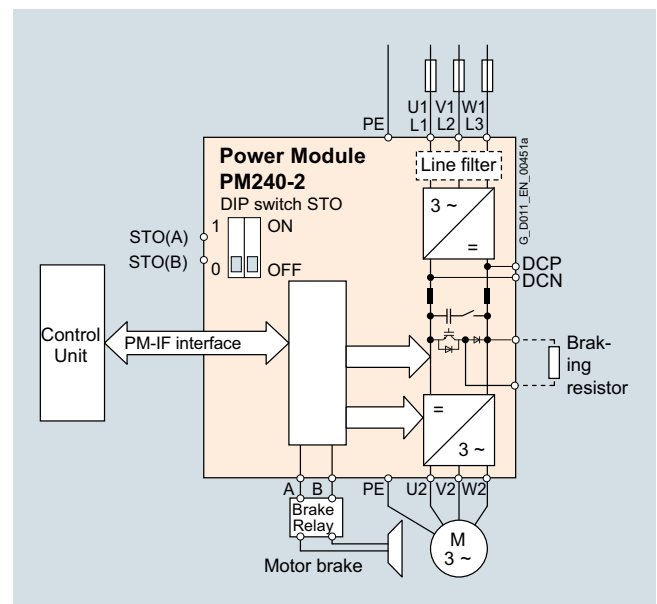 U1 V1 W1
PE L1 L2 L3
Power Module
PM240-2
Line filter
G_D011_EN_00451a
DIP switch STO
3 ~
=
1 ON
STO(A)
STO(B)
0 OFF
DCP
DCN
Control
Unit
PM-IF interface
Brak-
ing
resistor
=
3 ~
A B PE U2 V2 W2
Brake
Relay
M
3 ~
Motor brake